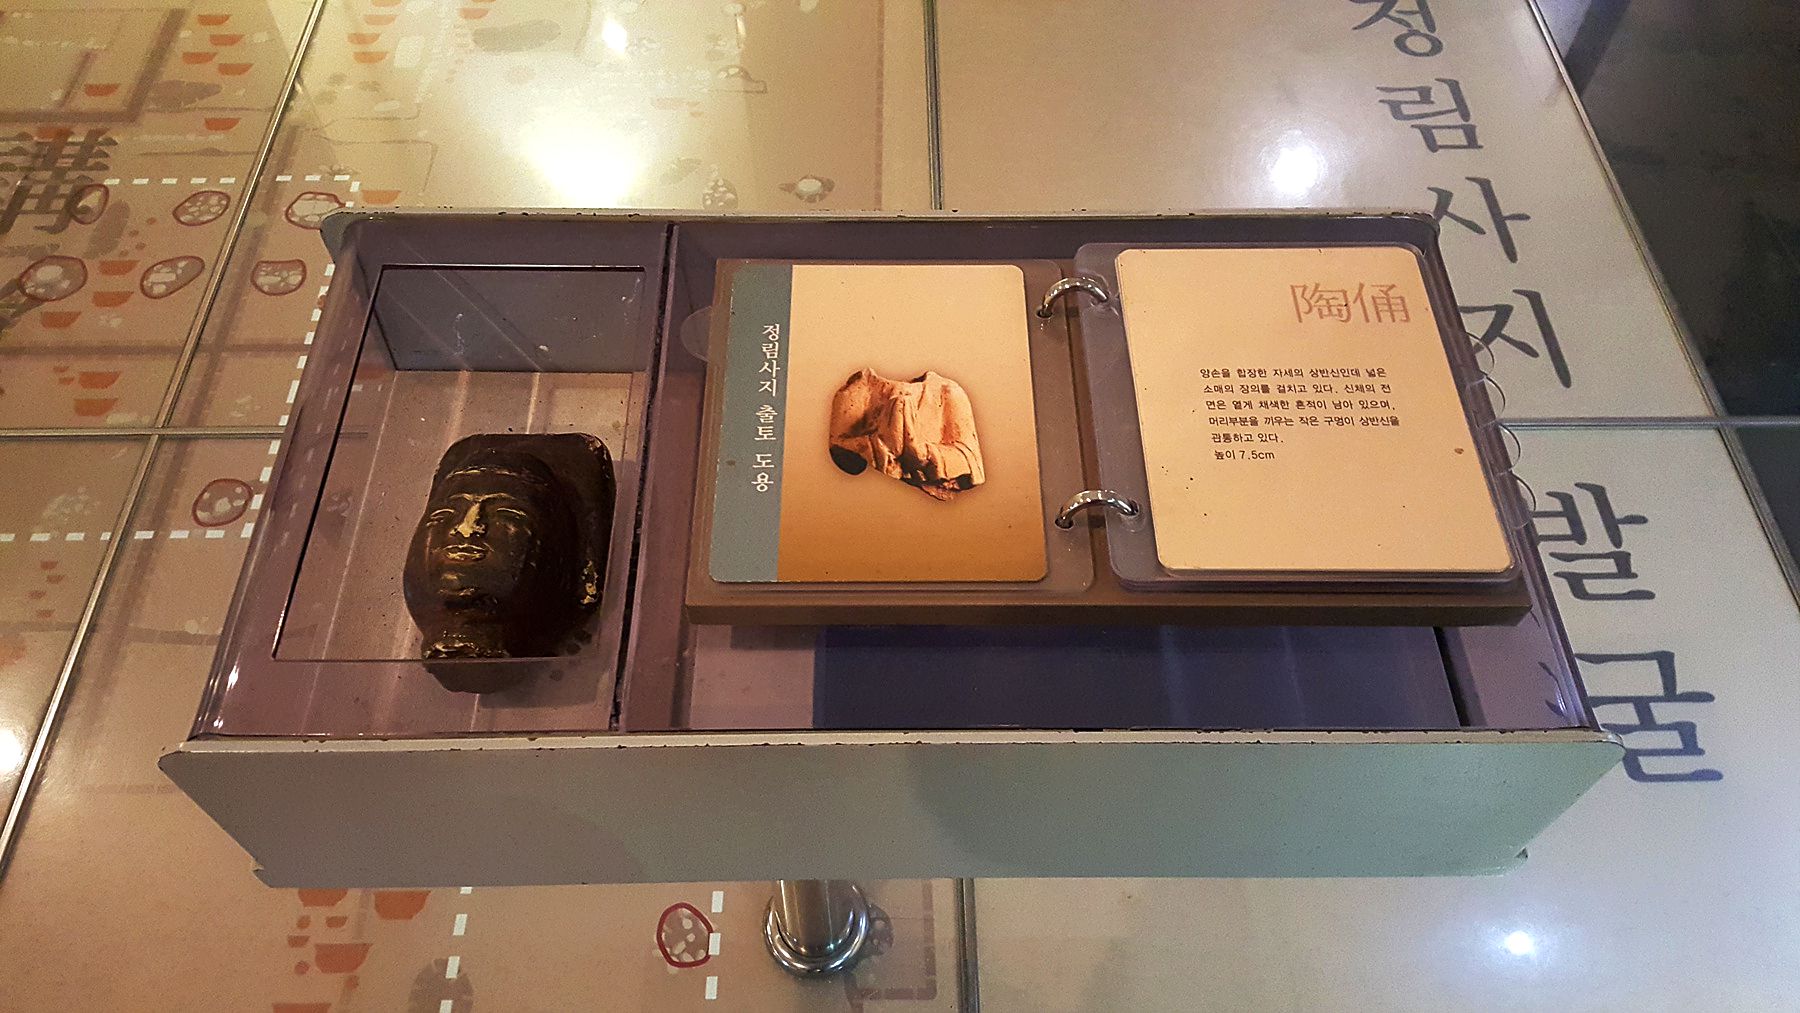 정림사지 발굴
講
정림사지 출토 도용
陶俑
양손을 합장한 자세의 상반신인데 넓은
소매의 장의를 걸치고 있다. 신체의 전
면은 옅게 채색한 흔적이 남아 있으며,
머리부분을 끼우는 작은 구멍이 상반신을
관통하고 있다.
높이 7.5cm